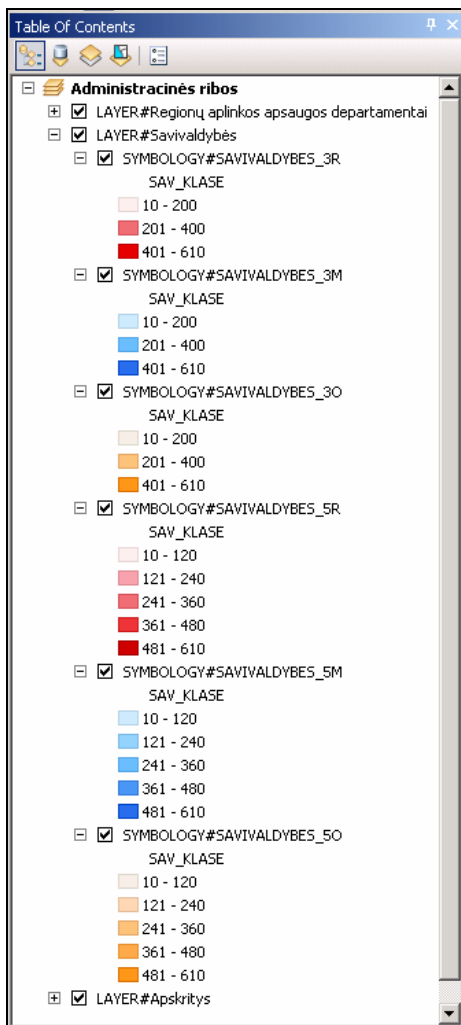 Table Of Contents
Administracinės ribos
LAYER#Regionų aplinkos apsaugos departamentai
LAYER#Savivaldybės
SYMBOLOGY#SAVIVALDYBES_3R
SAV_KLASE
10 - 200
201 - 400
401 - 610
SYMBOLOGY#SAVIVALDYBES_3M
SAV_KLASE
10 - 200
201 - 400
401 - 610
SYMBOLOGY#SAVIVALDYBES_3O
SAV_KLASE
10 - 200
201 - 400
401 - 610
SYMBOLOGY#SAVIVALDYBES_5R
SAV_KLASE
10 - 120
121 - 240
241 - 360
361 - 480
481 - 610
SYMBOLOGY#SAVIVALDYBES_5M
SAV_KLASE
10 - 120
121 - 240
241 - 360
361 - 480
481 - 610
SYMBOLOGY#SAVIVALDYBES_5O
SAV_KLASE
10 - 120
121 - 240
241 - 360
361 - 480
481 - 610
LAYER#Apskritys